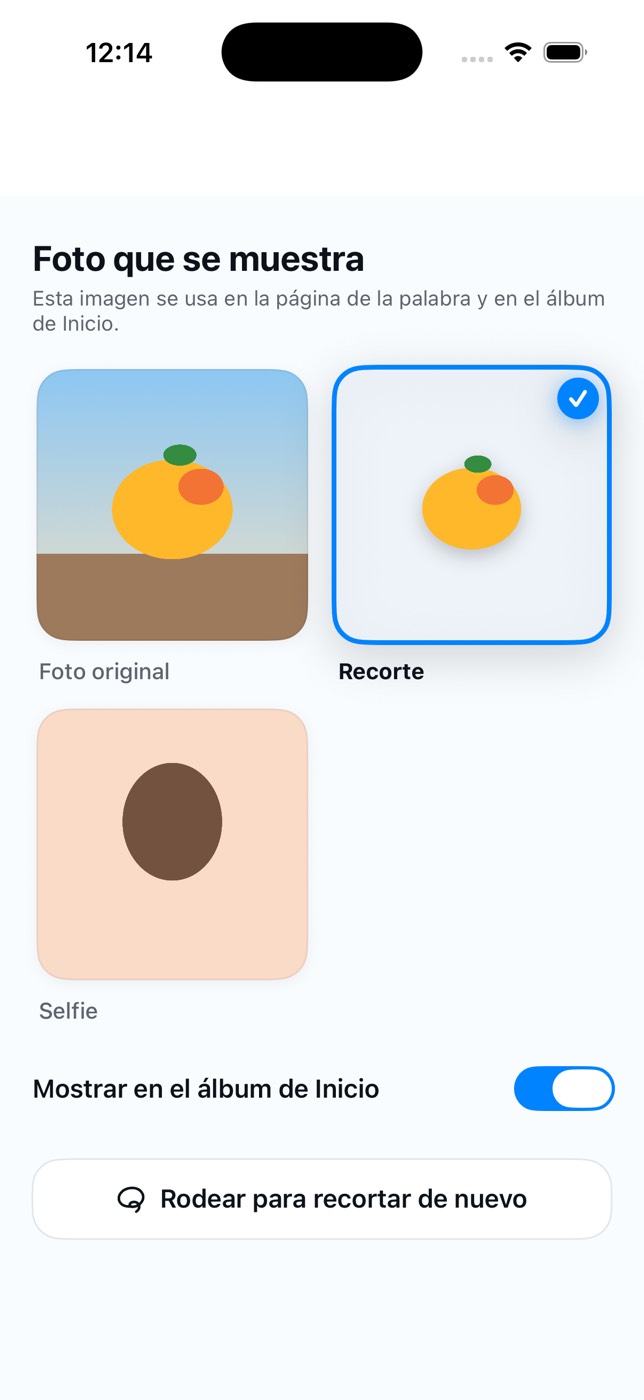 12:14
Foto que se muestra
Esta imagen se usa en la página de la palabra y en el álbum
de Inicio.
Foto original
Recorte
Selfie
Mostrar en el álbum de Inicio
Rodear para recortar de nuevo